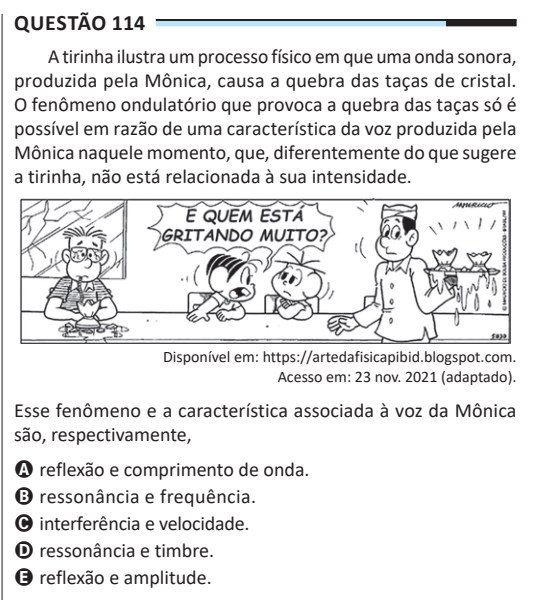 QUESTÃO 114
A tirinha ilustra um processo físico em que uma onda sonora,
produzida pela Mônica, causa a quebra das taças de cristal.
O fenômeno ondulatório que provoca a quebra das taças só é
possível em razão de uma característica da voz produzida pela
Mônica naquele momento, que, diferentemente do que sugere
a tirinha, não está relacionada à sua intensidade.
E QUEM ESTÁ
GRITANDO MUITO?
MAURICIO
Disponível em: https://artedafisicapibid.blogspot.com.
Acesso em: 23 nov. 2021 (adaptado).
Esse fenômeno e a característica associada à voz da Mônica
são, respectivamente,
A reflexão e comprimento de onda.
B ressonância e frequência.
C interferência e velocidade.
D ressonância e timbre.
E reflexão e amplitude.